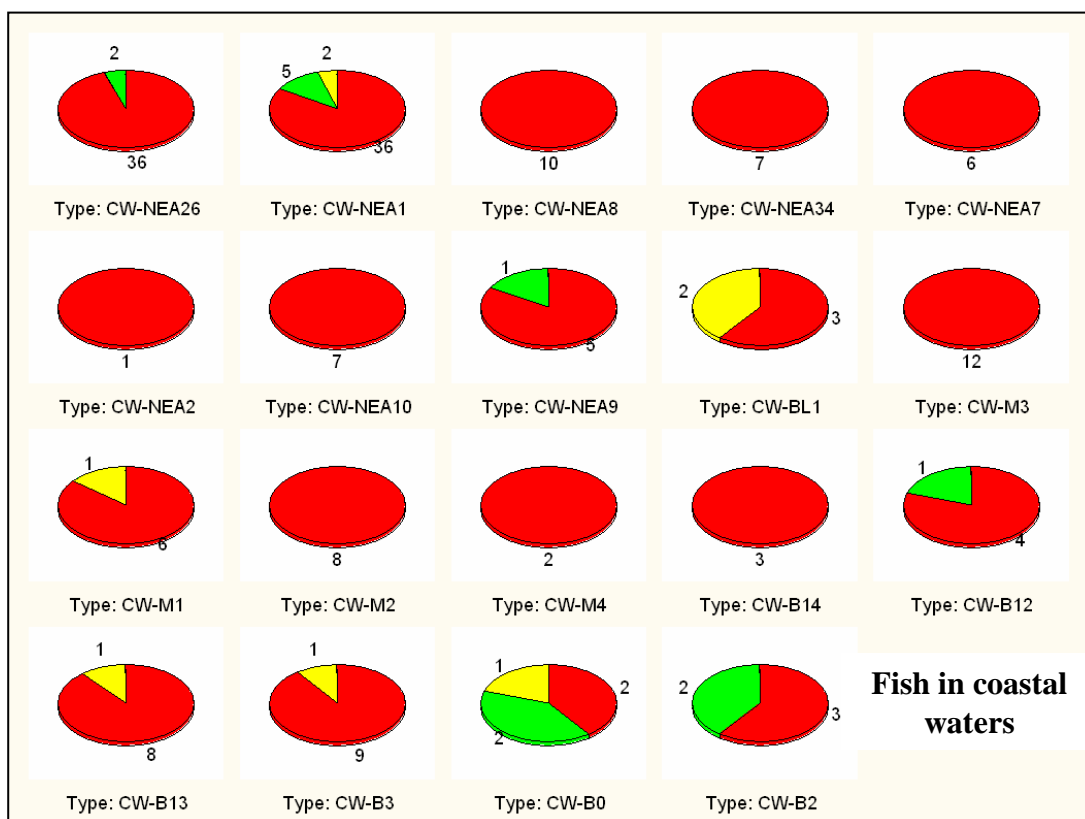 2
36
Type: CW-NEA26
5
2
36
Type: CW-NEA1
10
Type: CW-NEA8
7
Type: CW-NEA34
6
Type: CW-NEA7
1
Type: CW-NEA2
7
Type: CW-NEA10
1
5
Type: CW-NEA9
2
3
Type: CW-BL1
12
Type: CW-M3
1
6
Type: CW-M1
8
Type: CW-M2
2
Type: CW-M4
3
Type: CW-B14
1
4
Type: CW-B12
1
8
Type: CW-B13
1
9
Type: CW-B3
1
2
2
Type: CW-B0
2
3
Type: CW-B2
Fish in coastal
waters